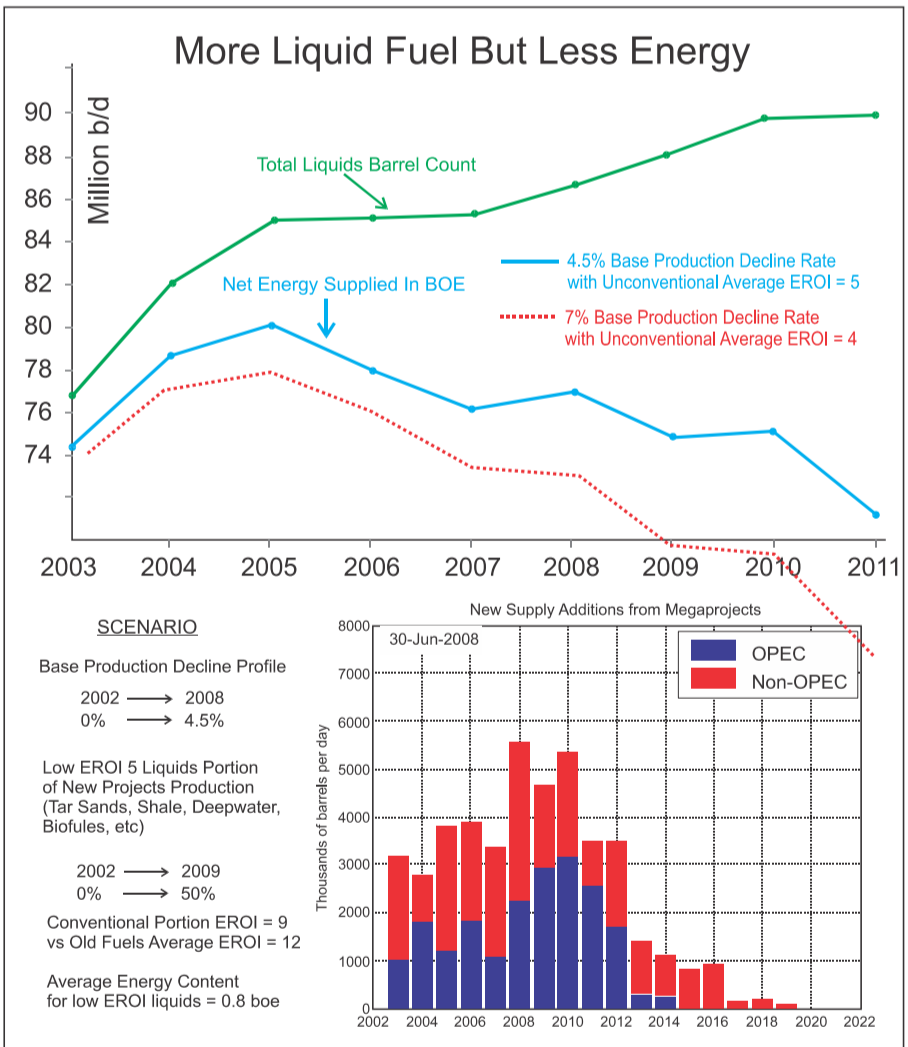 More Liquid Fuel But Less Energy
Million b/d
90
88
86
84
82
80
78
76
74
Total Liquids Barrel Count
Net Energy Supplied In BOE
4.5% Base Production Decline Rate
with Unconventional Average EROI = 5
7% Base Production Decline Rate
with Unconventional Average EROI = 4
2003 2004 2005 2006 2007 2008 2009 2010 2011
SCENARIO
Base Production Decline Profile
2002 → 2008
0% → 4.5%
Low EROI 5 Liquids Portion
of New Projects Production
(Tar Sands, Shale, Deepwater,
Biofules, etc)
2002 → 2009
0% → 50%
Conventional Portion EROI = 9
vs Old Fuels Average EROI = 12
Average Energy Content
for low EROI liquids = 0.8 boe
New Supply Additions from Megaprojects
30-Jun-2008
OPEC
Non-OPEC
Thousands of barrels per day
8000
7000
6000
5000
4000
3000
2000
1000
0
2002 2004 2006 2008 2010 2012 2014 2016 2018 2020 2022